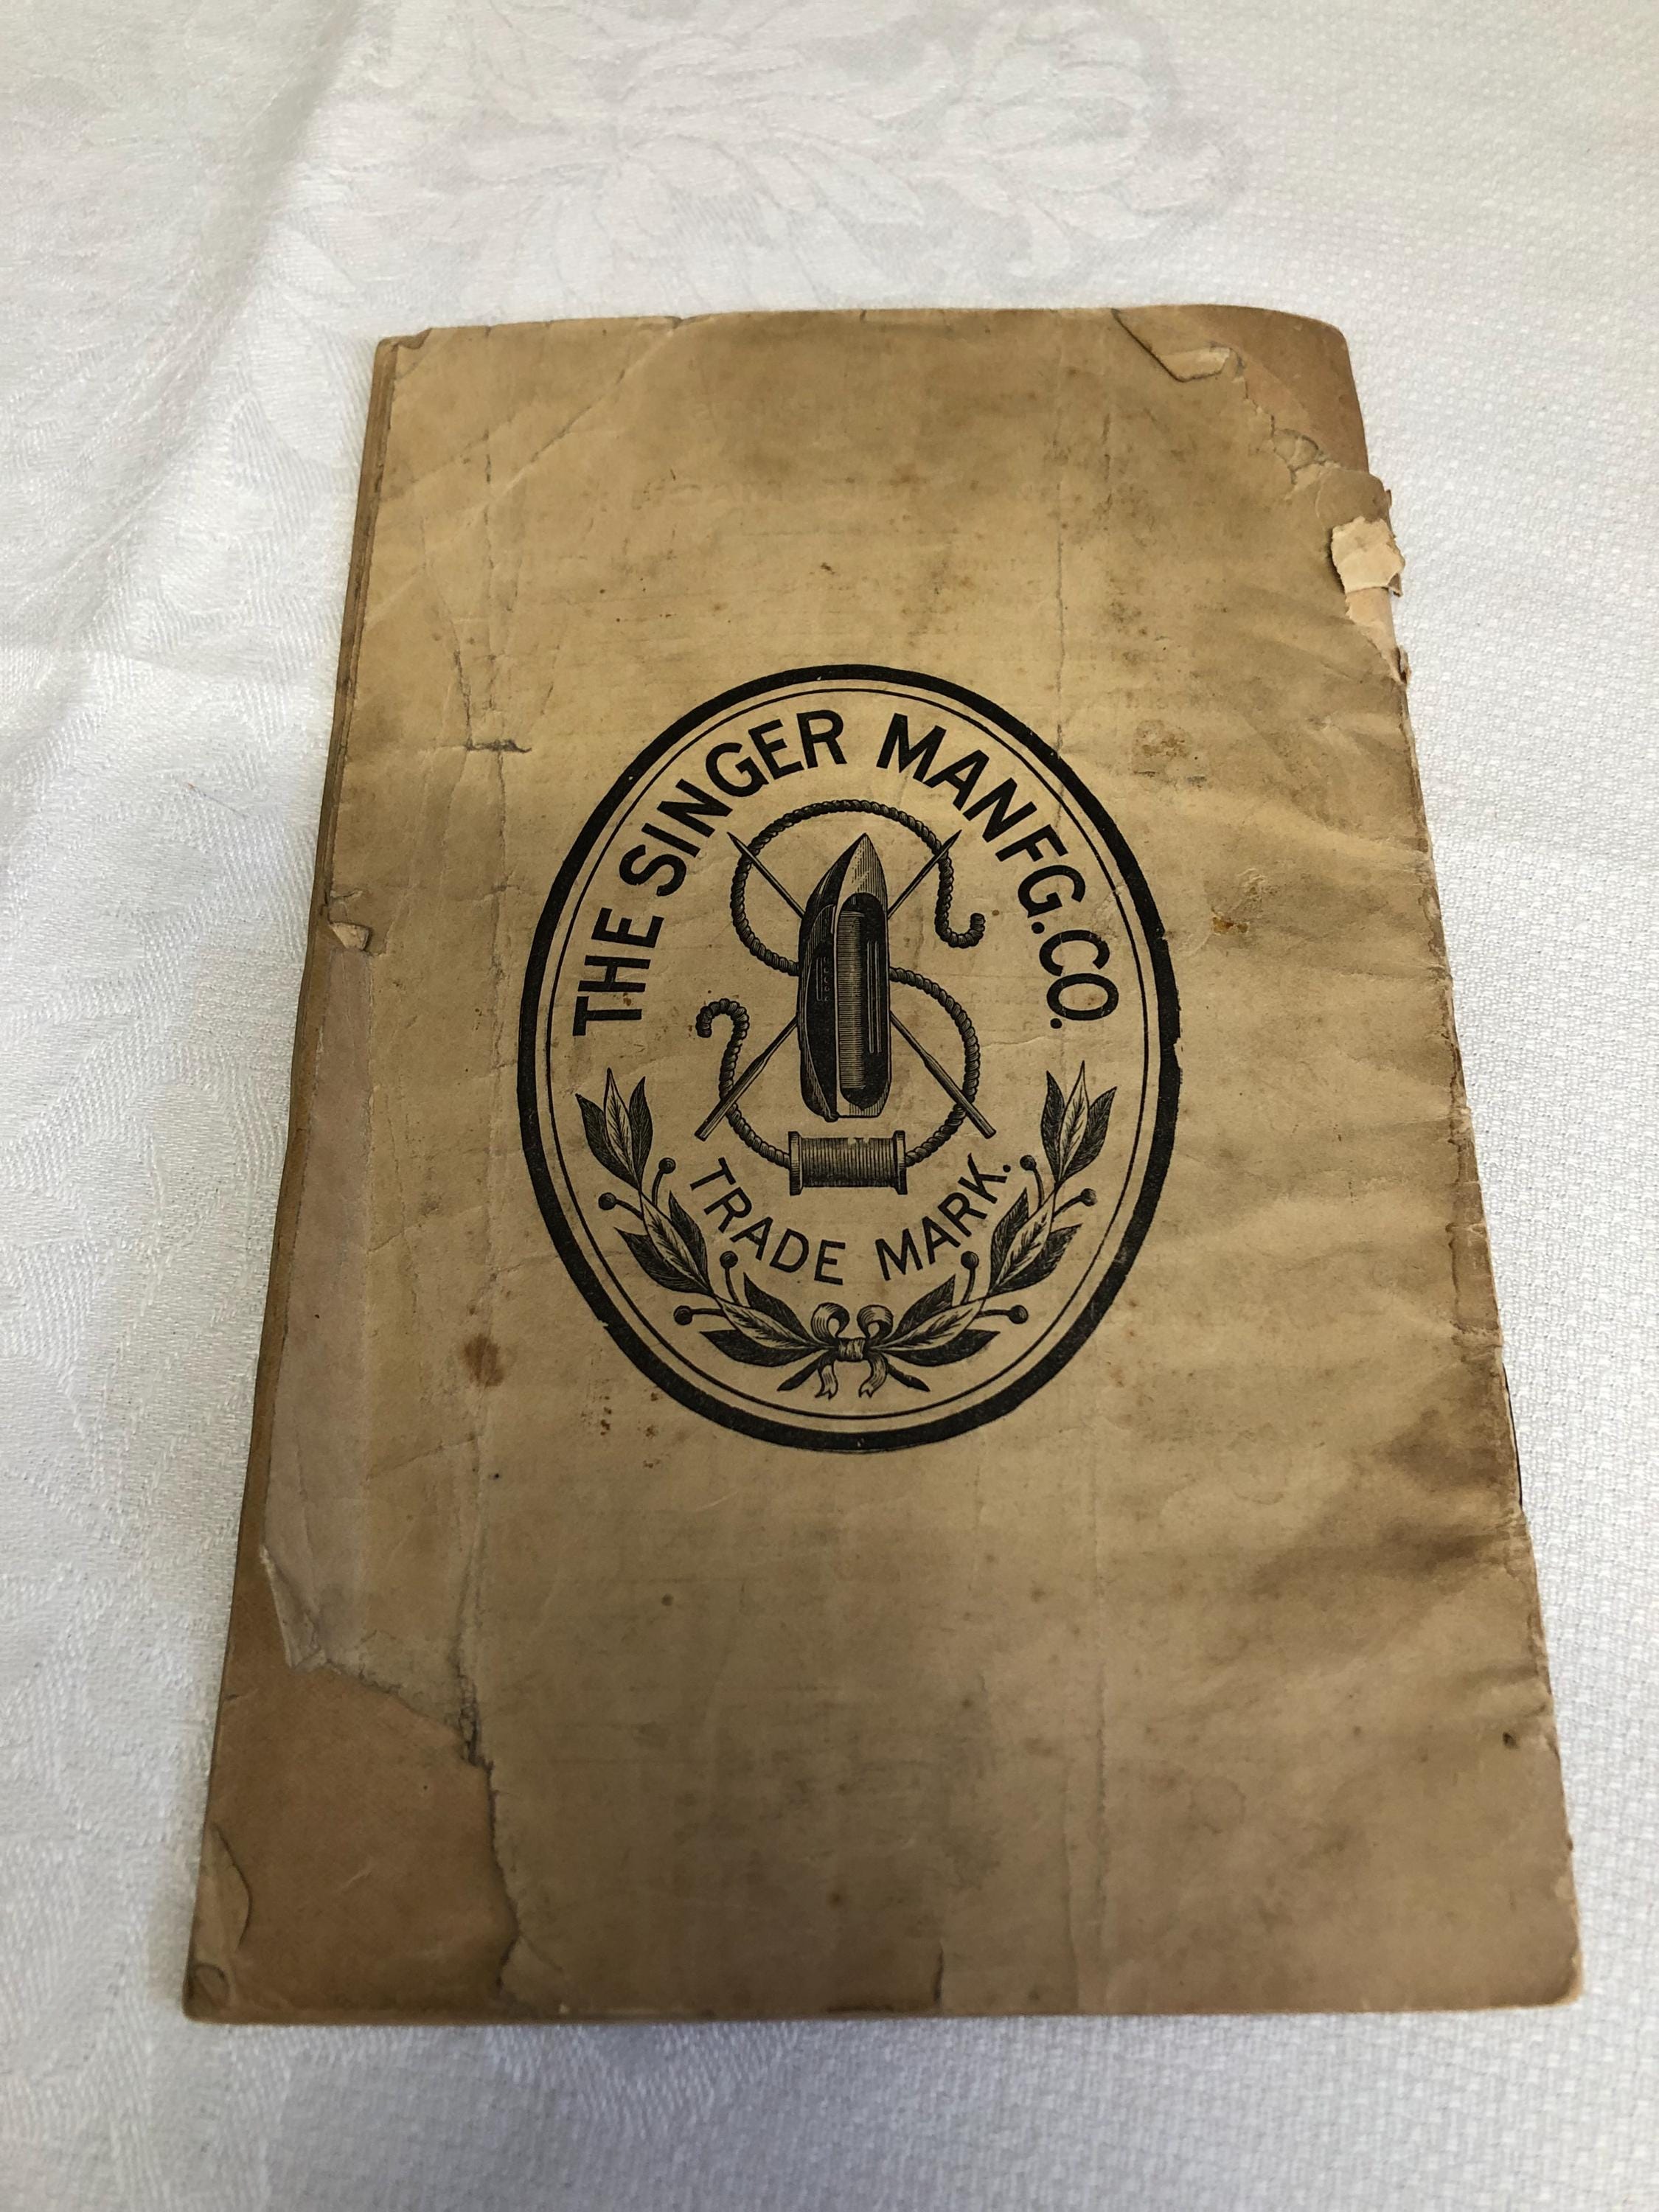 THE SINGER MANFG. CO.
TRADE MARK.